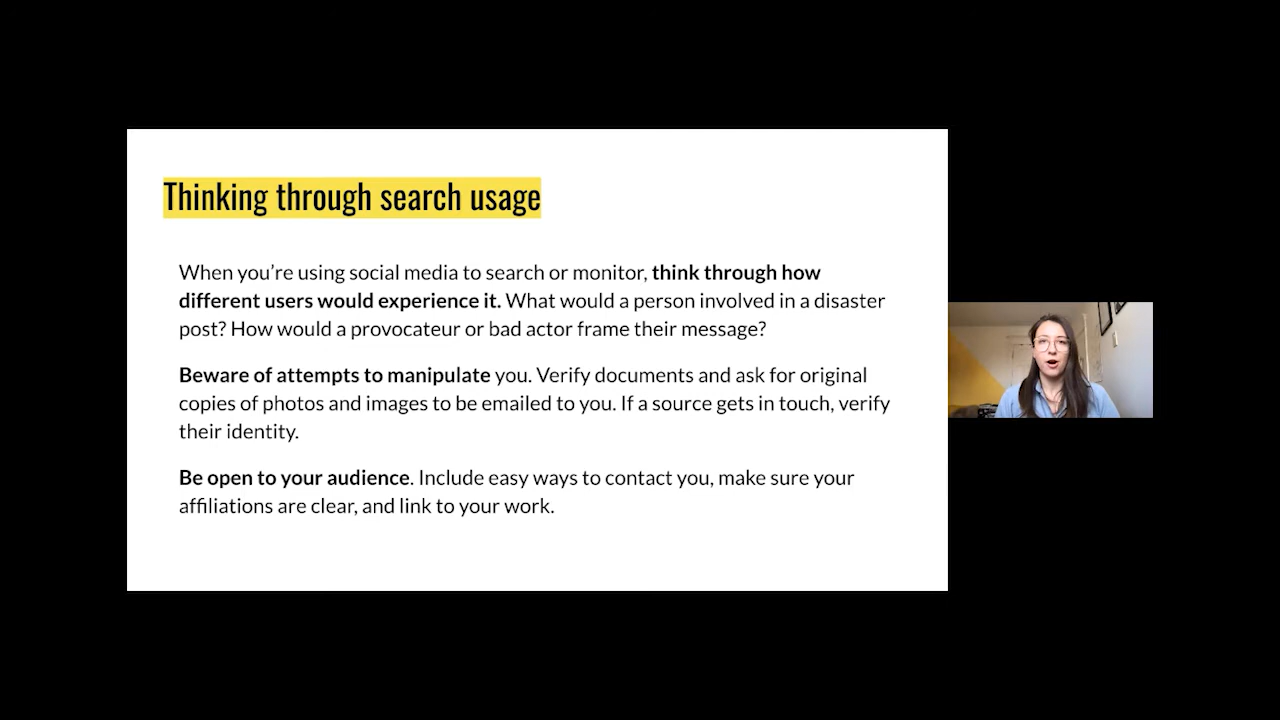 Thinking through search usage
When you’re using social media to search or monitor, think through how
different users would experience it. What would a person involved in a disaster
post? How would a provocateur or bad actor frame their message?
Beware of attempts to manipulate you. Verify documents and ask for original
copies of photos and images to be emailed to you. If a source gets in touch, verify
their identity.
Be open to your audience. Include easy ways to contact you, make sure your
affiliations are clear, and link to your work.